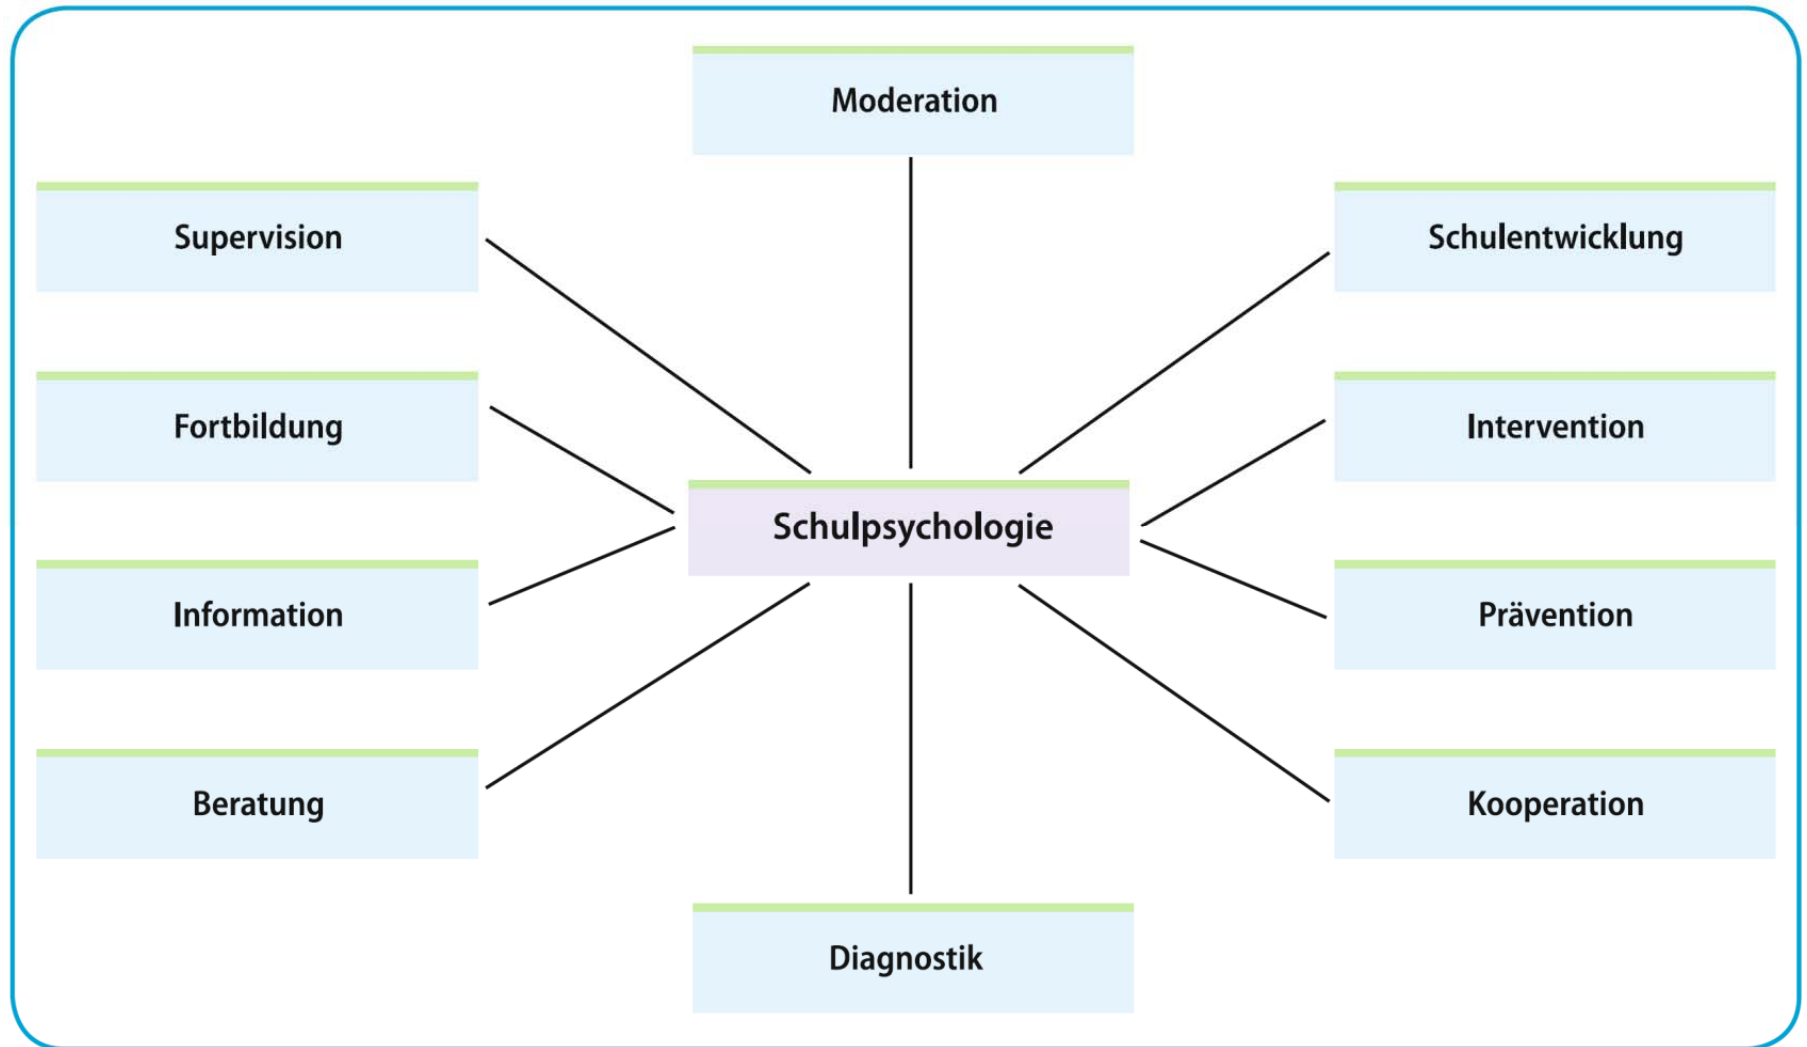 Moderation
Supervision
Schulentwicklung
Fortbildung
Intervention
Schulpsychologie
Information
Prävention
Beratung
Kooperation
Diagnostik